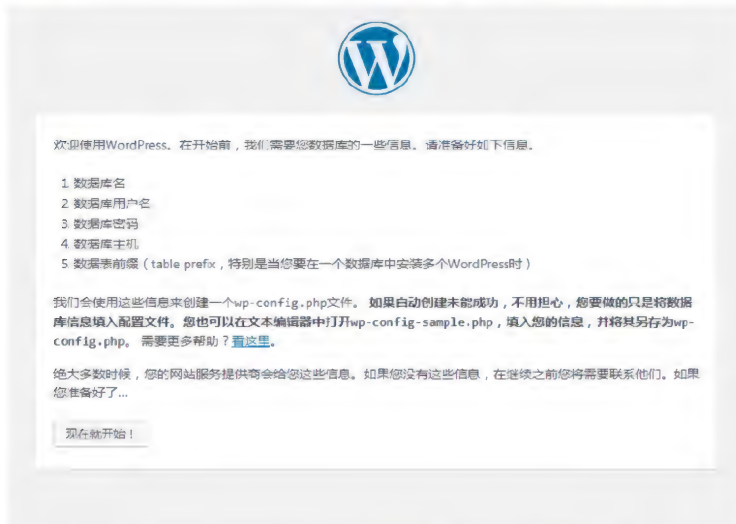 欢迎使用WordPress。在开始前，我们需要您数据库的一些信息。请准备好如下信息。
1. 数据库名
2. 数据库用户名
3. 数据库密码
4. 数据库主机
5. 数据表前缀（table prefix，特别是当您要在一个数据库中安装多个WordPress时）
我们会使用这些信息来创建一个wp-config.php文件。如果自动创建未能成功，不用担心，您要做的只是将数据
库信息填入配置文件。您也可以在文本编辑器中打开wp-config-sample.php，填入您的信息，并将其另存为wp-
config.php。 需要更多帮助？看这里。
绝大多数时候，您的网站服务提供商会给您这些信息。如果您没有这些信息，在继续之前您将需要联系他们。如果
您准备好了...
现在就开始！